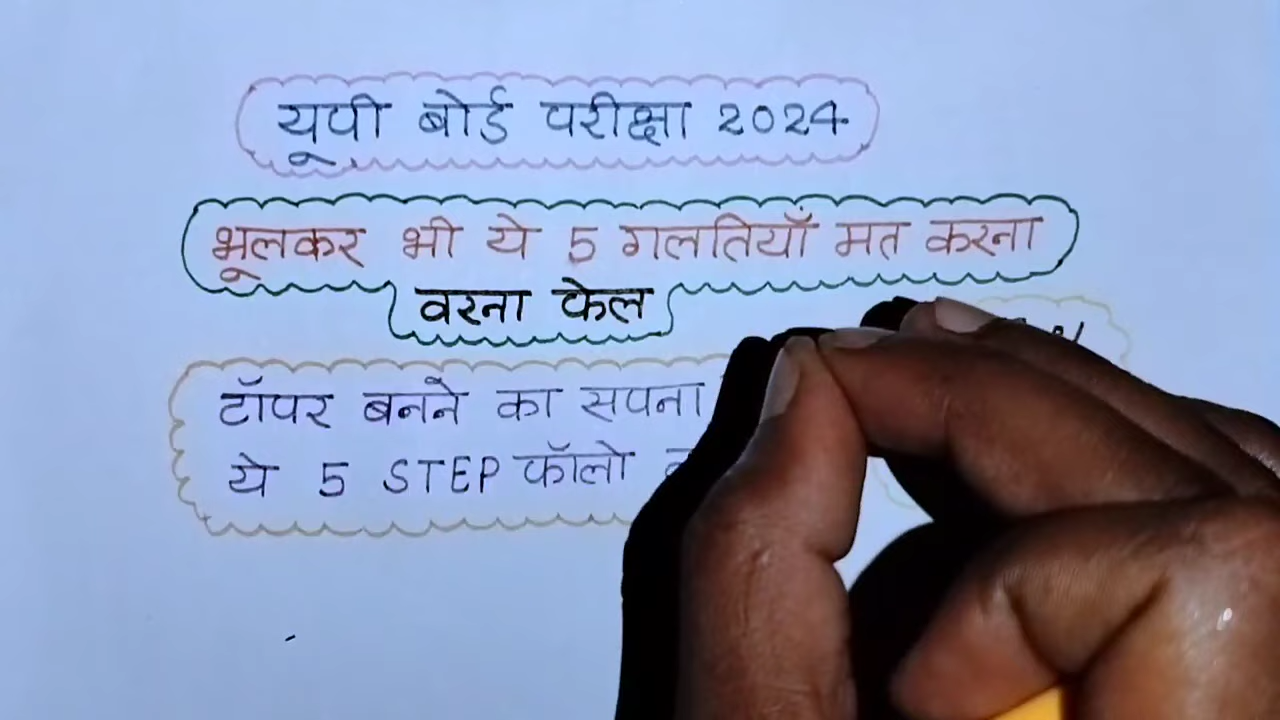 यूपी बोर्ड परीक्षा 2024
भूलकर भी ये 5 गलतियाँ मत करना
वरना फेल
टॉपर बनने का सपना
ये 5 STEP फॉलो